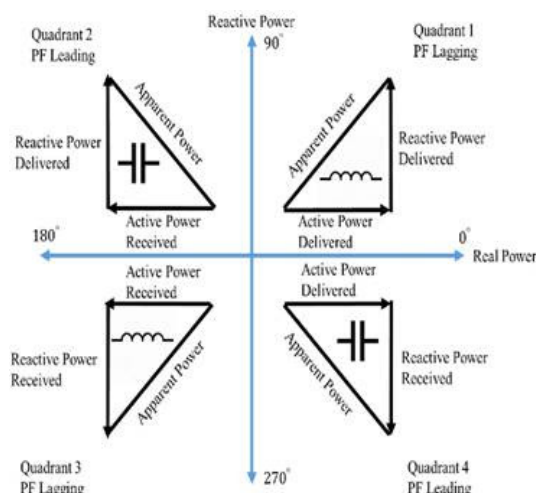 Reactive Power
90°
Quadrant 2
PF Leading
Quadrant 1
PF Lagging
Apparent Power
Reactive Power
Delivered
Apparent Power
Reactive Power
Delivered
Active Power
Received
Active Power
Delivered
180°
0°
Real Power
Active Power
Received
Active Power
Delivered
Reactive Power
Received
Apparent Power
Apparent Power
Reactive Power
Received
Quadrant 3
PF Lagging
270°
Quadrant 4
PF Leading